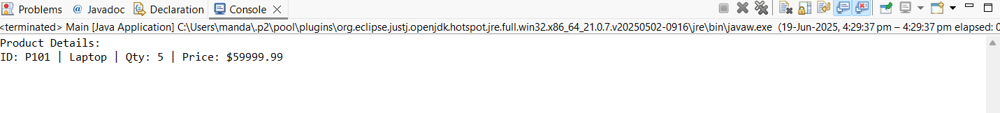 Problems @ Javadoc Declaration Console
<terminated> Main [Java Application] C:\Users\manda\.p2\pool\plugins\org.eclipse.justj.openjdk.hotspot.jre.full.win32.x86_64_21.0.7.v20250502-0916\jre\bin\javaw.exe (19-Jun-2025, 4:29:37 pm – 4:29:37 pm elapsed: 0
Product Details:
ID: P101 | Laptop | Qty: 5 | Price: $59999.99